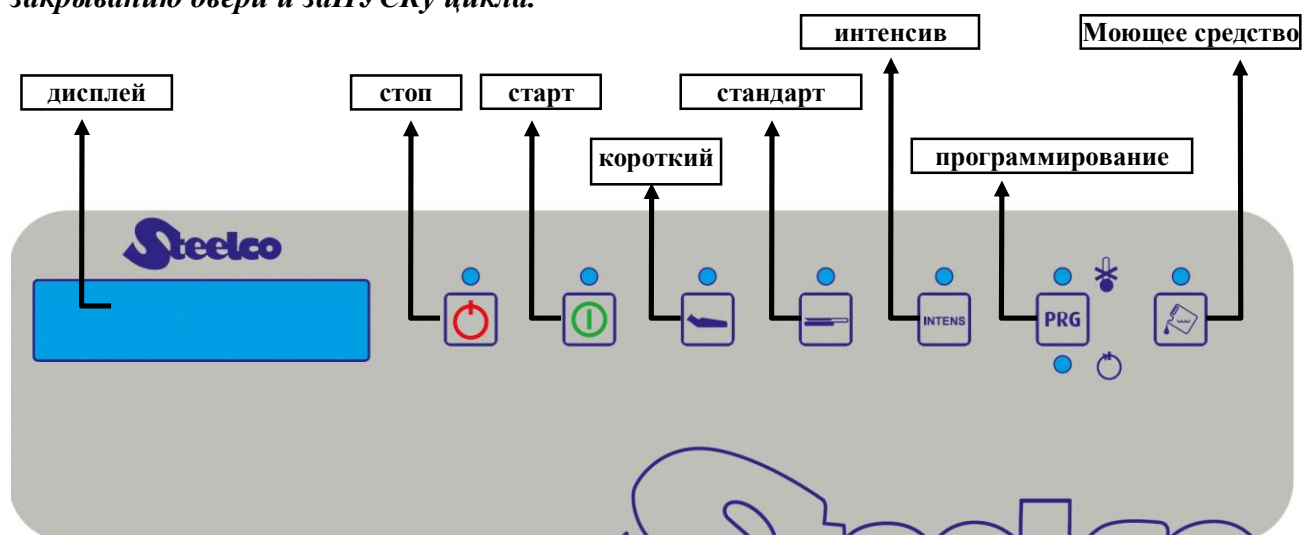 закрыванию двери и заПУСКу цикла.
интенсив
Моющее средство
дисплей
стоп
старт
стандарт
короткий
программирование
Steelco
INTENS
PRG